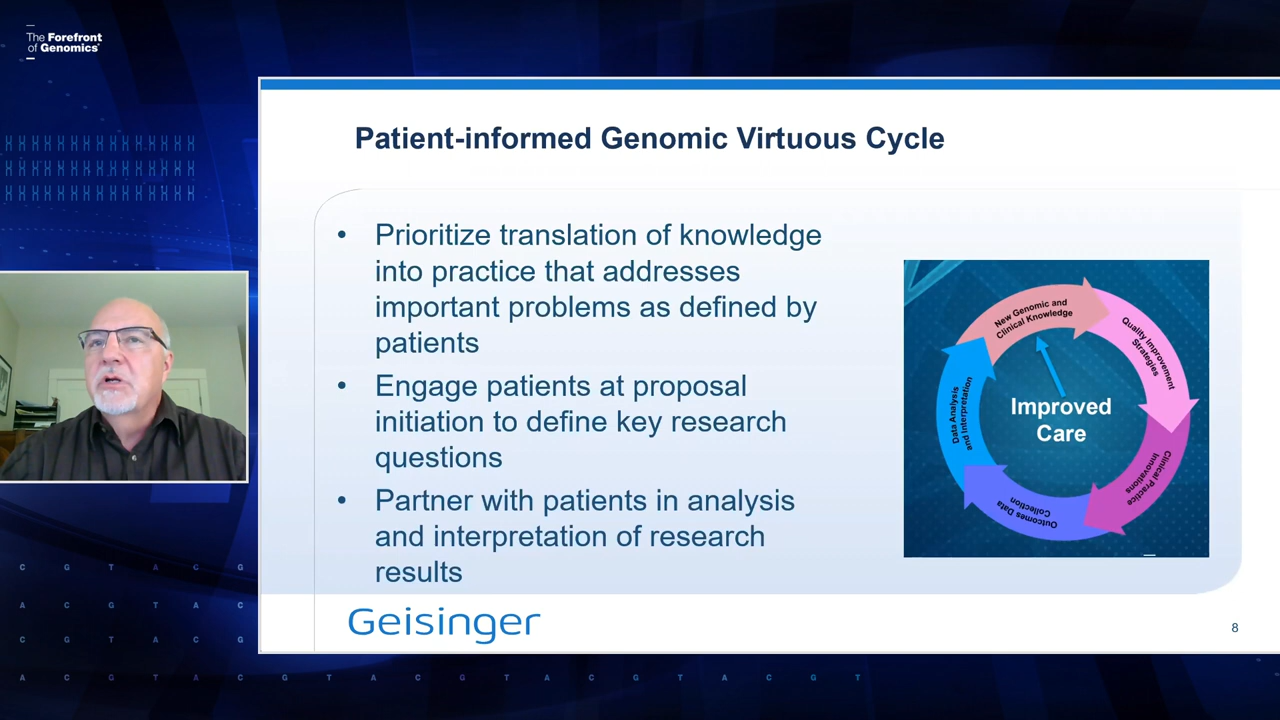 The Forefront
of Genomics®
Patient-informed Genomic Virtuous Cycle
• Prioritize translation of knowledge
into practice that addresses
important problems as defined by
patients
• Engage patients at proposal
initiation to define key research
questions
• Partner with patients in analysis
and interpretation of research
results
New Genomic and
Clinical Knowledge
Quality Improvement
Strategies
Clinical Practice
Innovations
Outcomes Data
Collection
Data Analysis
and Interpretation
Improved
Care
Geisinger
8
C G T A C G
A C G T A C
C G T A C G
A C G T A C G T A C G T A C G T A C G T